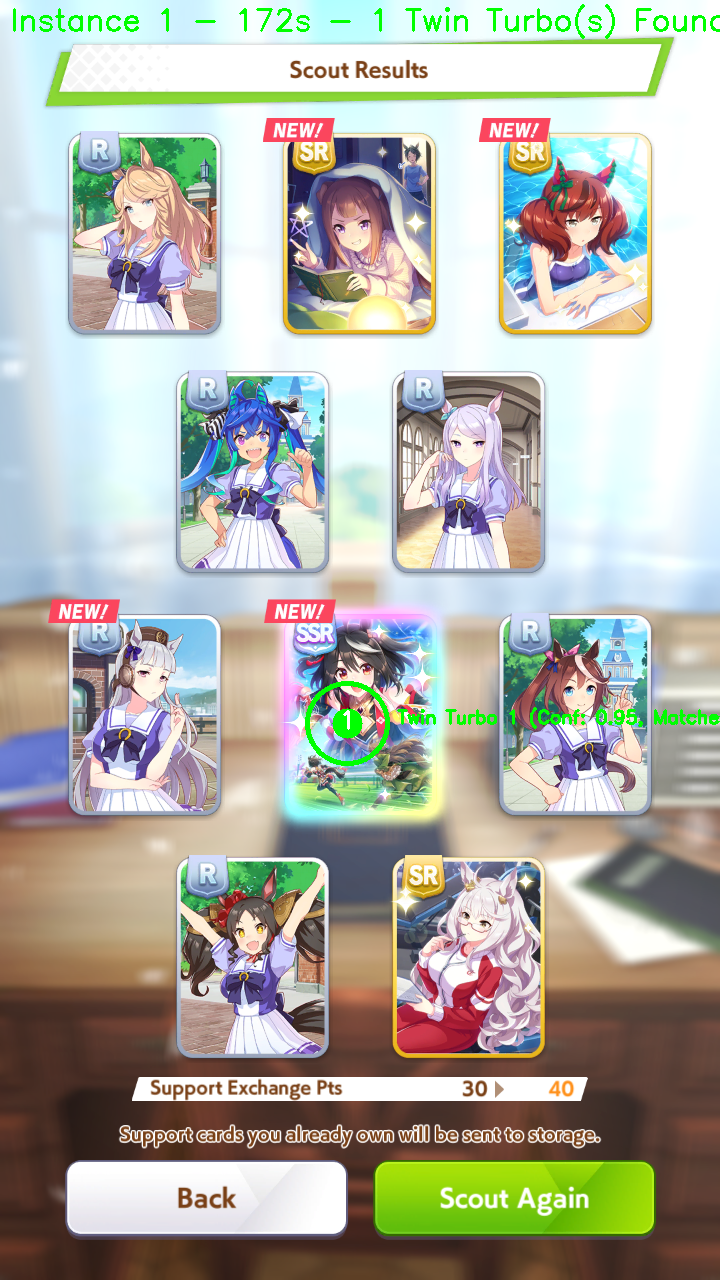 Instance 1 - 172s - 1 Twin Turbo(s) Found
Scout Results
R
NEW!
SR
NEW!
SR
R
R
NEW!
R
NEW!
SSR
R
1
Twin Turbo 1 (Conf: 0.95, Matche
R
SR
Support Exchange Pts 30 40
Support cards you already own will be sent to storage.
Back
Scout Again